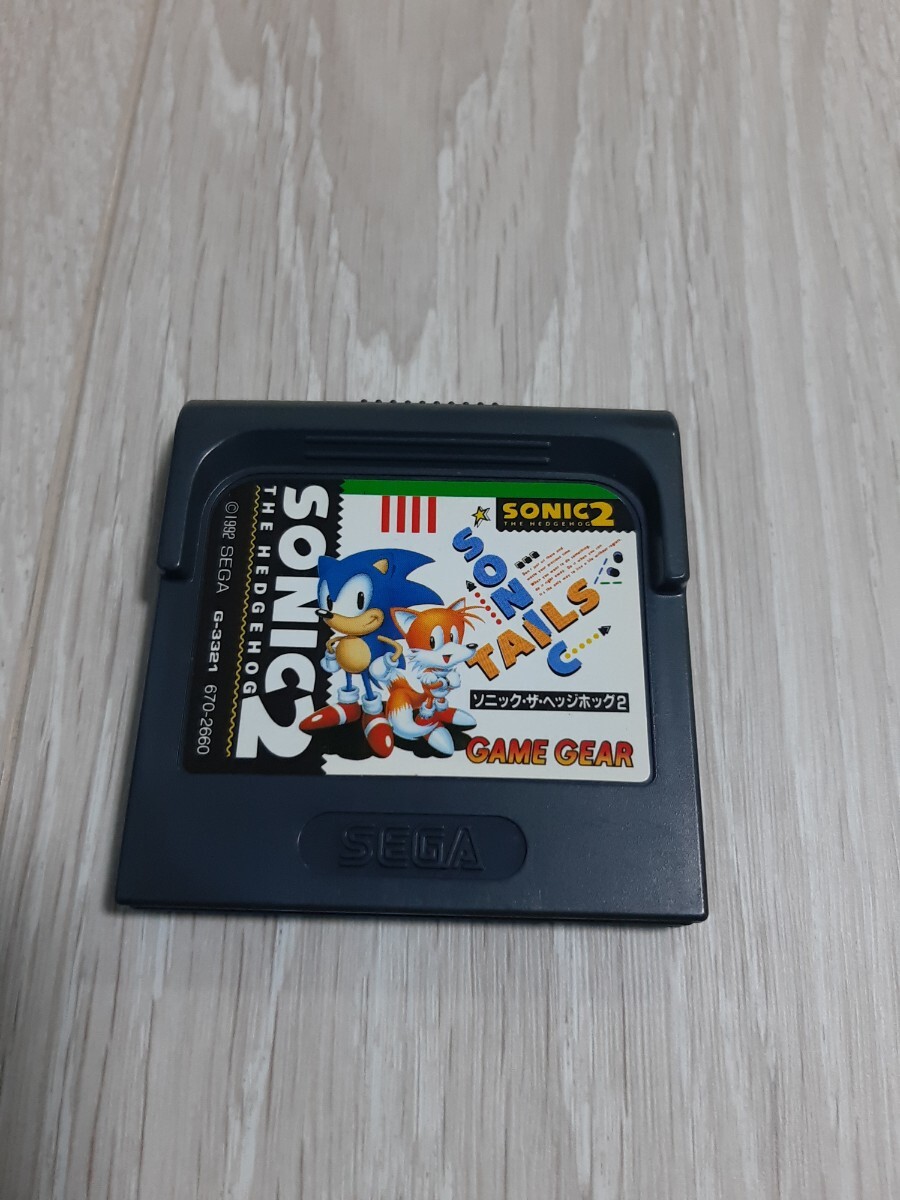 SONIC 2
THE HEDGEHOG
©1992 SEGA G-3321 670-2660
SONIC 2
THE HEDGEHOG
SONIC
TAILS
ソニック・ザ・ヘッジホッグ2
GAME GEAR
SEGA